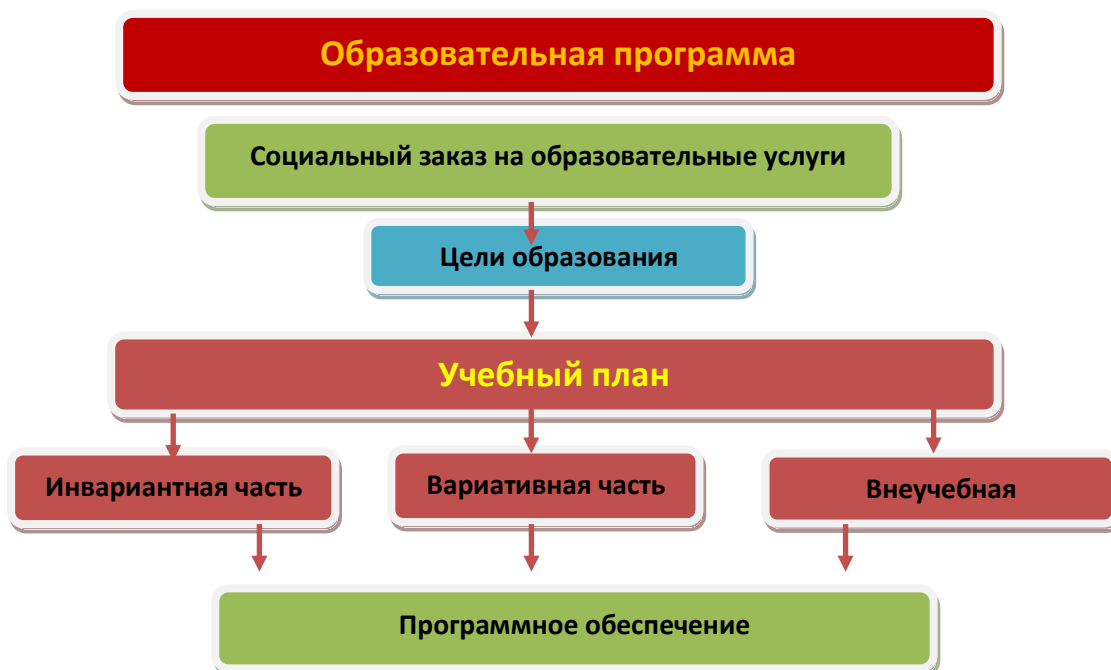 Образовательная программа
Социальный заказ на образовательные услуги
Цели образования
Учебный план
Инвариантная часть
Вариативная часть
Внеучебная
Программное обеспечение